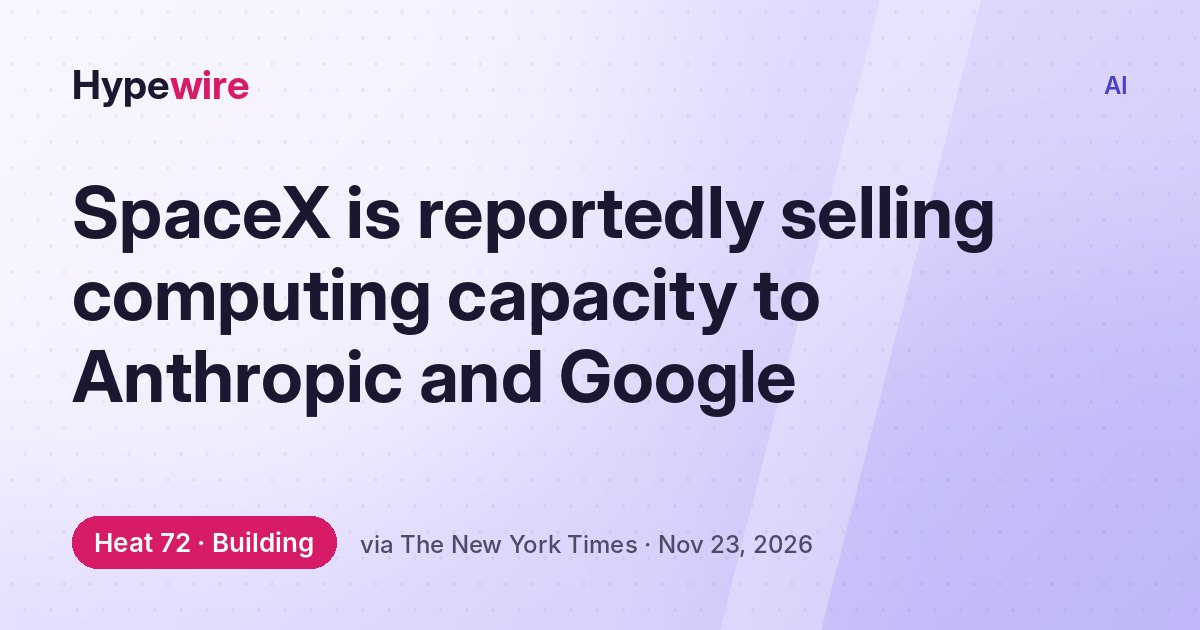 Hypewire
AI
SpaceX is reportedly selling
computing capacity to
Anthropic and Google
Heat 72 · Building
via The New York Times · Nov 23, 2026